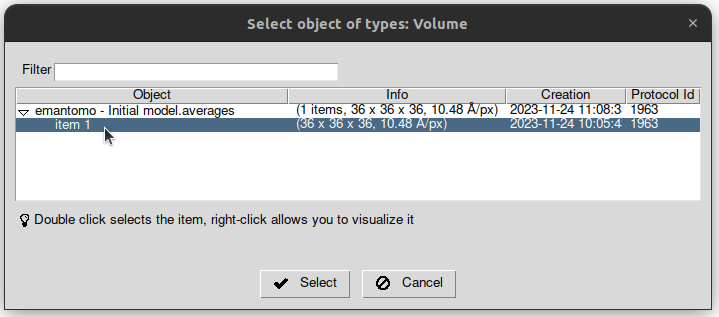 Select object of types: Volume
Filter
Object Info Creation Protocol Id
emantomo - Initial model.averages (1 items, 36 x 36 x 36, 10.48 Å/px) 2023-11-24 11:08:3 1963
item 1 (36 x 36 x 36, 10.48 Å/px) 2023-11-24 10:05:4 1963
Double click selects the item, right-click allows you to visualize it
Select Cancel